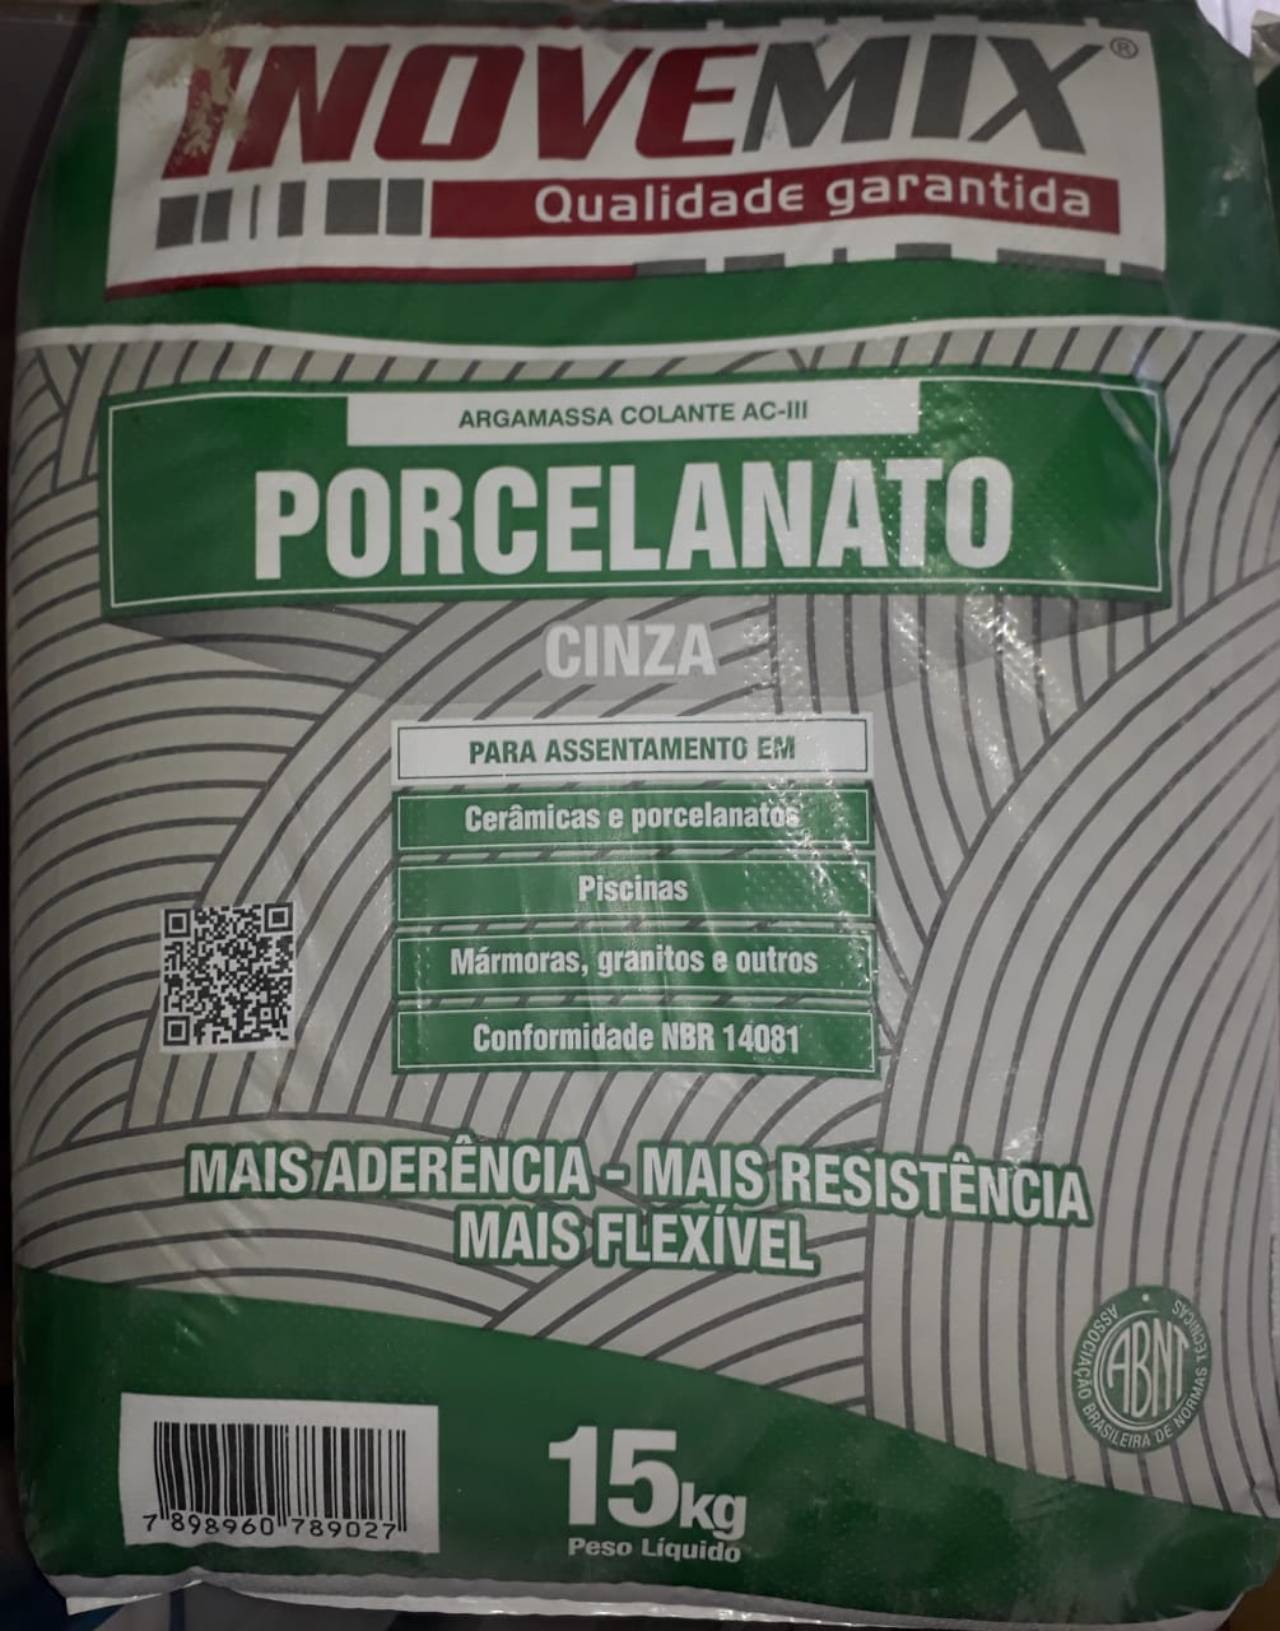 INOVEMIX®
Qualidade garantida
ARGAMASSA COLANTE AC-III
PORCELANATO
CINZA
PARA ASSENTAMENTO EM
Cerâmicas e porcelanatos
Piscinas
Mármoras, granitos e outros
Conformidade NBR 14081
MAIS ADERÊNCIA - MAIS RESISTÊNCIA
MAIS FLEXÍVEL
ABNT
ASSOCIAÇÃO BRASILEIRA DE NORMAS TÉCNICAS
15kg
Peso Líquido
7 898960 789027